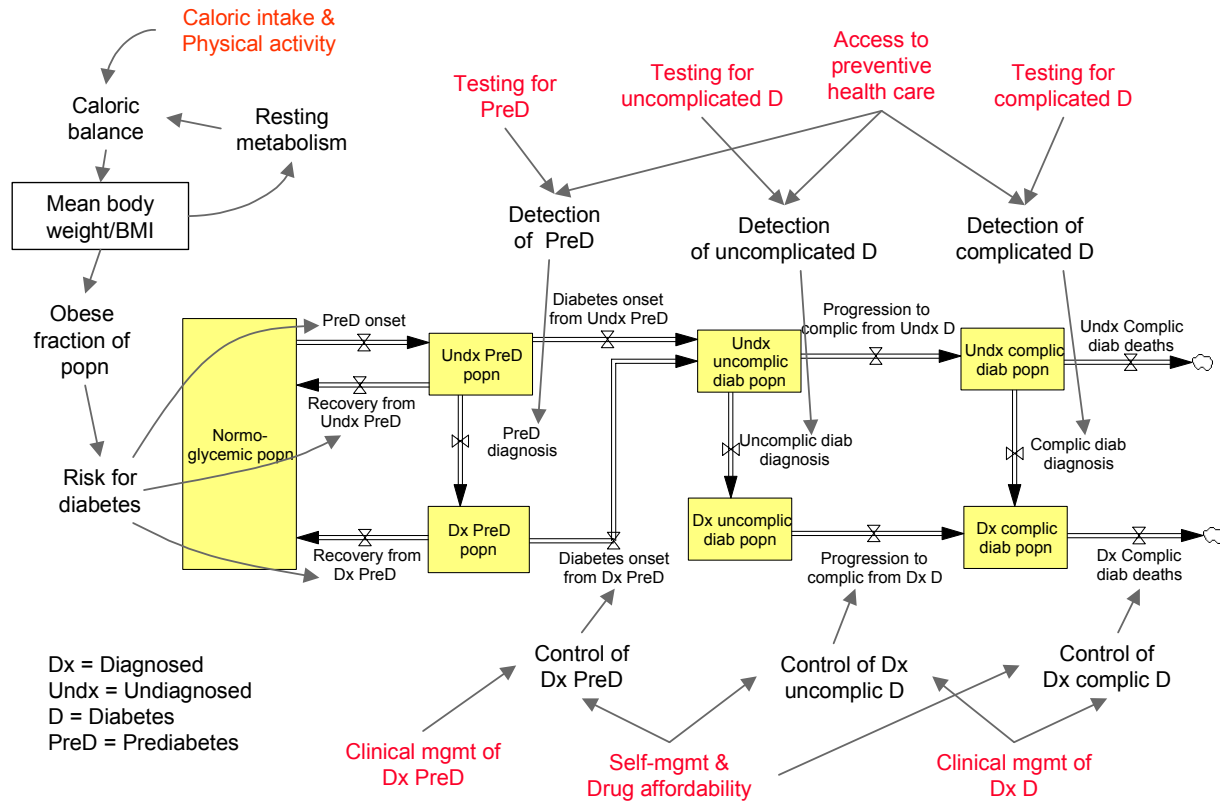 Caloric intake &
Physical activity
Testing for
PreD
Testing for
uncomplicated D
Access to
preventive
health care
Testing for
complicated D
Caloric
balance
Resting
metabolism
Mean body
weight/BMI
Detection
of PreD
Detection
of uncomplicated D
Detection of
complicated D
Obese
fraction of
popn
PreD onset
Diabetes onset
from Undx PreD
Progression to
complic from Undx D
Undx Complic
diab deaths
Undx PreD
popn
Undx
uncomplic
diab popn
Undx complic
diab popn
Recovery from
Undx PreD
Normo-
glycemic popn
PreD
diagnosis
Uncomplic diab
diagnosis
Complic diab
diagnosis
Risk for
diabetes
Dx PreD
popn
Dx uncomplic
diab popn
Dx complic
diab popn
Recovery from
Dx PreD
Diabetes onset
from Dx PreD
Progression to
complic from Dx D
Dx Complic
diab deaths
Dx = Diagnosed
Undx = Undiagnosed
D = Diabetes
PreD = Prediabetes
Control of
Dx PreD
Control of Dx
uncomplic D
Control of
Dx complic D
Clinical mgmt of
Dx PreD
Self-mgmt &
Drug affordability
Clinical mgmt of
Dx D